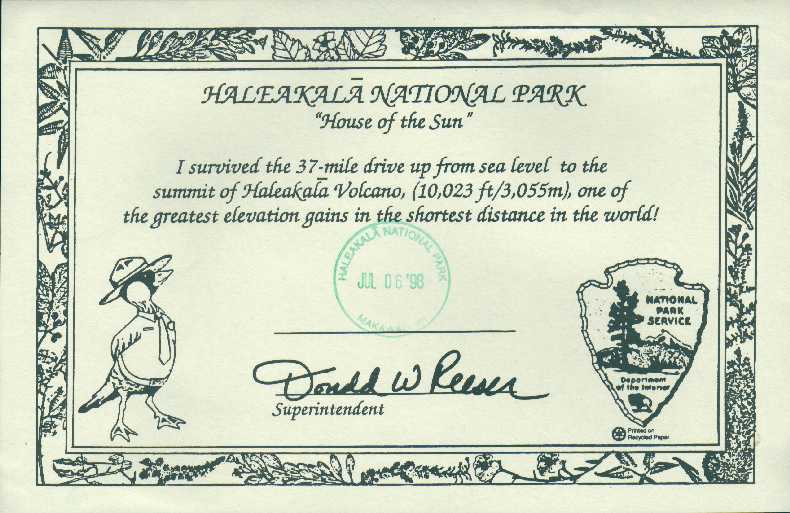 HALEAKALĀ NATIONAL PARK
"House of the Sun"
I survived the 37-mile drive up from sea level to the
summit of Haleakalā Volcano, (10,023 ft/3,055m), one of
the greatest elevation gains in the shortest distance in the world!
HALEAKALĀ NATIONAL PARK
JUL 06 '98
NATIONAL
PARK
SERVICE
Department
of the Interior
Donald W Reeser
Superintendent
Printed on
Recycled Paper